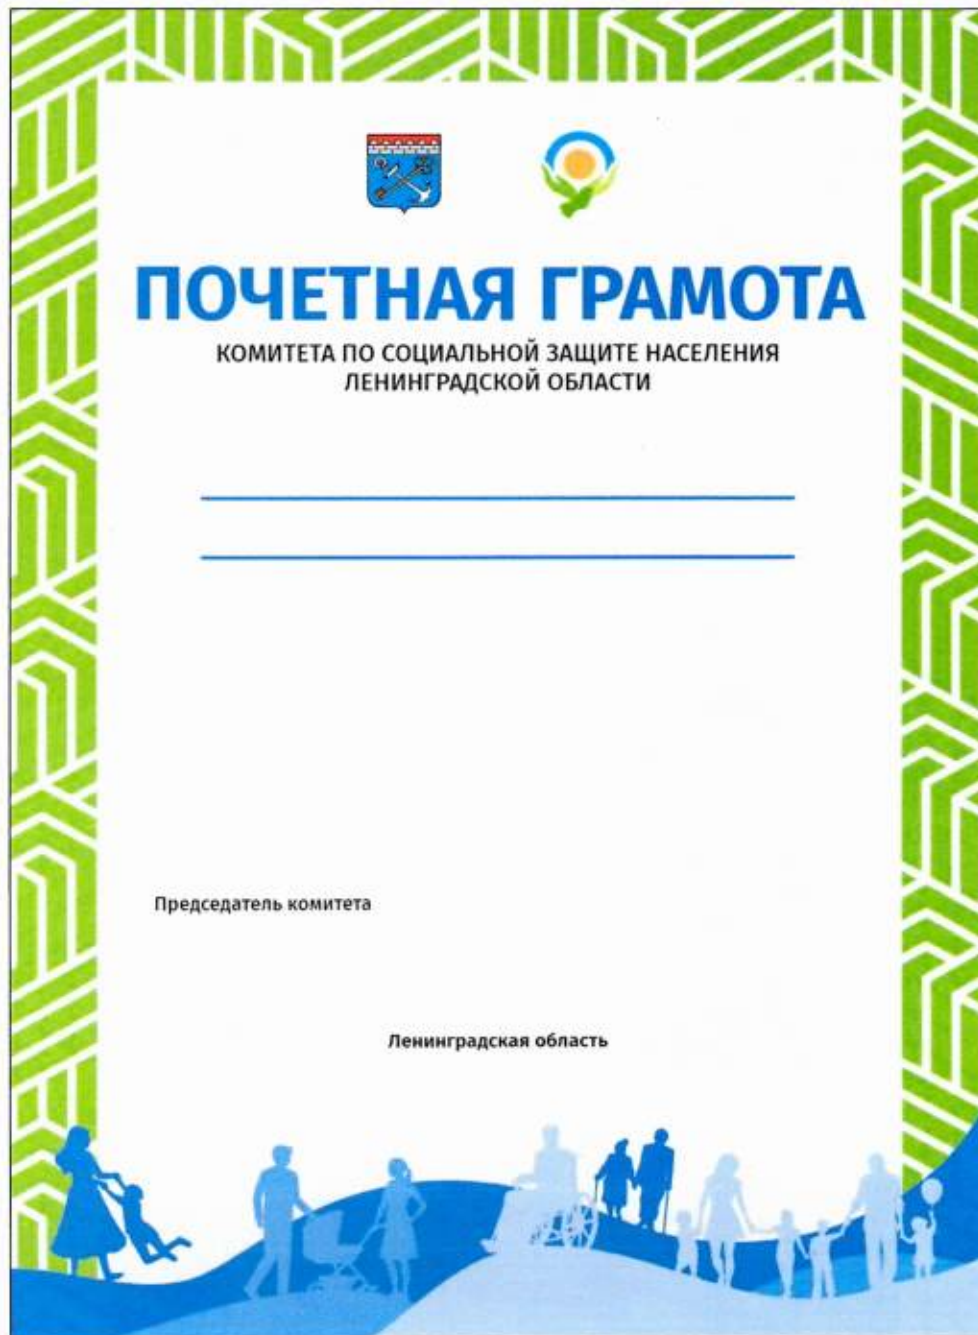 ПОЧЕТНАЯ ГРАМОТА
КОМИТЕТА ПО СОЦИАЛЬНОЙ ЗАЩИТЕ НАСЕЛЕНИЯ
ЛЕНИНГРАДСКОЙ ОБЛАСТИ
Председатель комитета
Ленинградская область